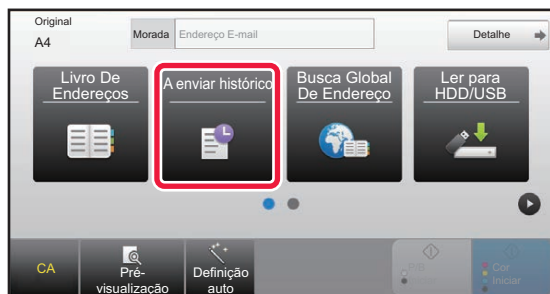 Original
A4
Morada
Endereço E-mail
Detalhe
Livro De
Endereços
A enviar histórico
Busca Global
De Endereço
Ler para
HDD/USB
CA
Pré-
visualização
Definição
auto
Cor
Iniciar